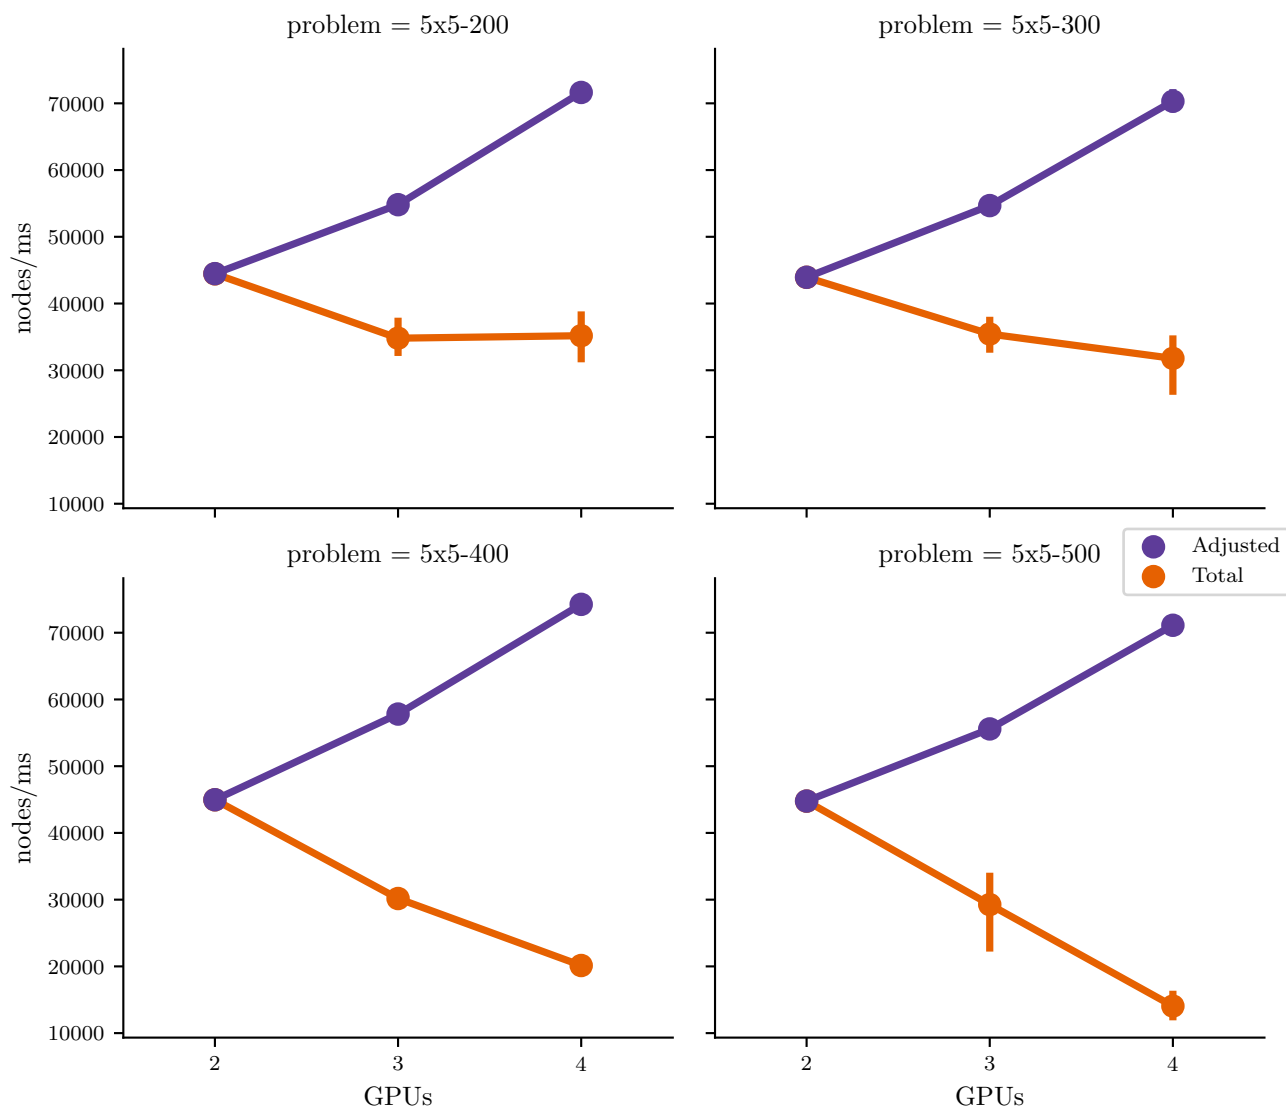 problem = 5x5-200
problem = 5x5-300
70000
60000
50000
40000
30000
20000
10000
nodes/ms
problem = 5x5-400
problem = 5x5-500
Adjusted
Total
70000
60000
50000
40000
30000
20000
10000
nodes/ms
2
3
4
2
3
4
GPUs
GPUs